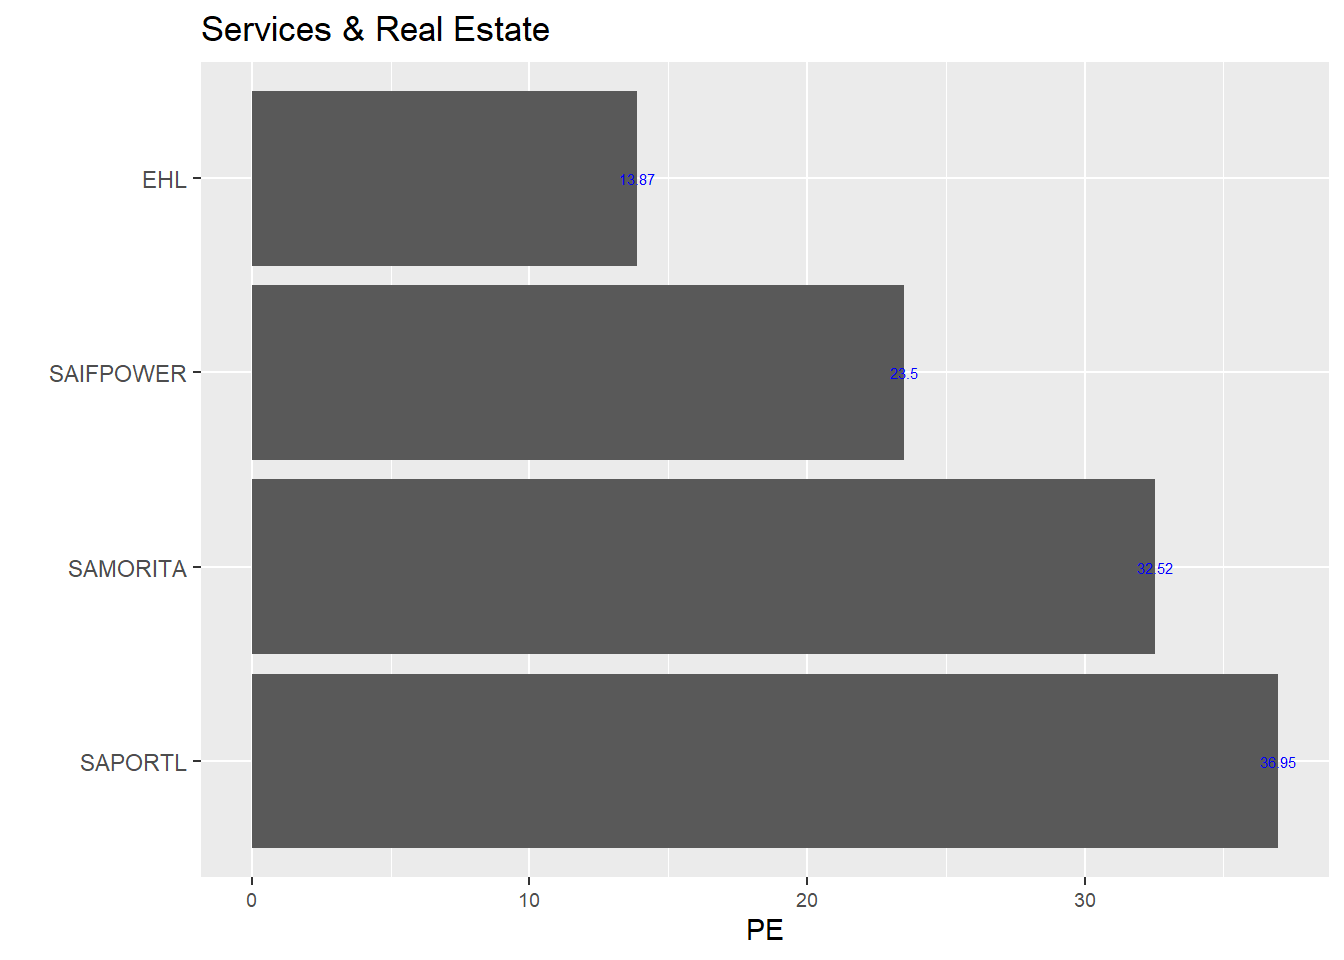 Services & Real Estate
EHL
13.87
SAIFPOWER
23.5
SAMORITA
32.52
SAPORTL
36.95
0 10 20 30
PE